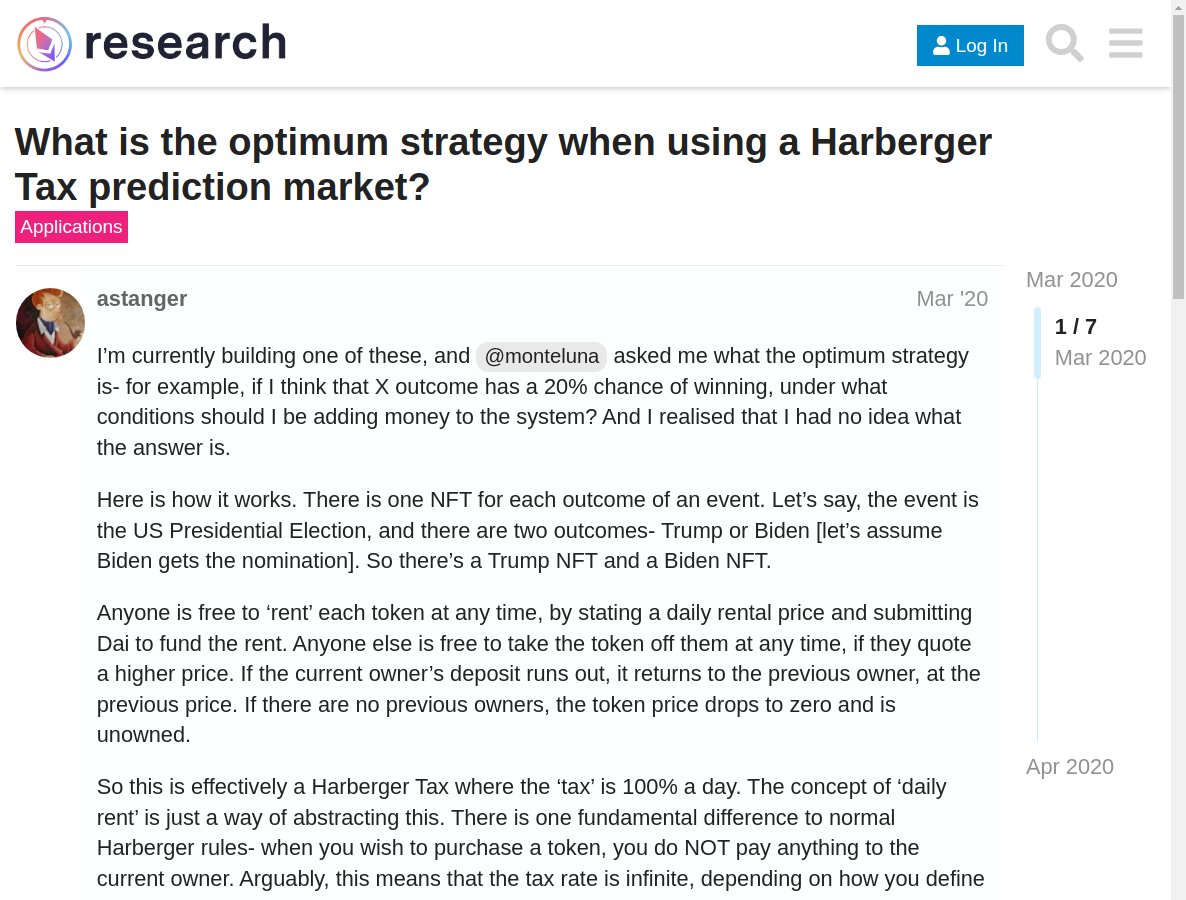 research
Log In
What is the optimum strategy when using a Harberger
Tax prediction market?
Applications
astanger
Mar '20
I’m currently building one of these, and @monteluna asked me what the optimum strategy
is- for example, if I think that X outcome has a 20% chance of winning, under what
conditions should I be adding money to the system? And I realised that I had no idea what
the answer is.
Here is how it works. There is one NFT for each outcome of an event. Let’s say, the event is
the US Presidential Election, and there are two outcomes- Trump or Biden [let’s assume
Biden gets the nomination]. So there’s a Trump NFT and a Biden NFT.
Anyone is free to ‘rent’ each token at any time, by stating a daily rental price and submitting
Dai to fund the rent. Anyone else is free to take the token off them at any time, if they quote
a higher price. If the current owner’s deposit runs out, it returns to the previous owner, at the
previous price. If there are no previous owners, the token price drops to zero and is
unowned.
So this is effectively a Harberger Tax where the ‘tax’ is 100% a day. The concept of ‘daily
rent’ is just a way of abstracting this. There is one fundamental difference to normal
Harberger rules- when you wish to purchase a token, you do NOT pay anything to the
current owner. Arguably, this means that the tax rate is infinite, depending on how you define
Mar 2020
1 / 7
Mar 2020
Apr 2020